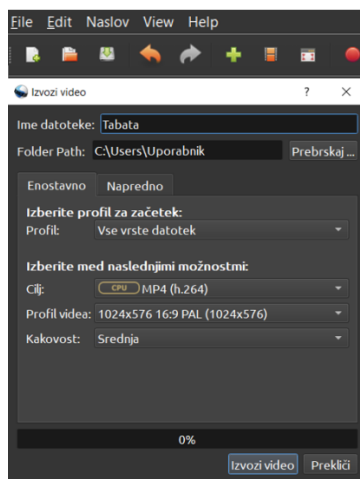 File Edit Naslov View Help
Izvozi video ? ×
Ime datoteke: Tabata
Folder Path: C:\Users\Uporabnik Prebrskaj ...
Enostavno Napredno
Izberite profil za začetek:
Profil: Vse vrste datotek
Izberite med naslednjimi možnostmi:
Cilj: CPU MP4 (h.264)
Profil videa: 1024x576 16:9 PAL (1024x576)
Kakovost: Srednja
0%
Izvozi video Prekliči